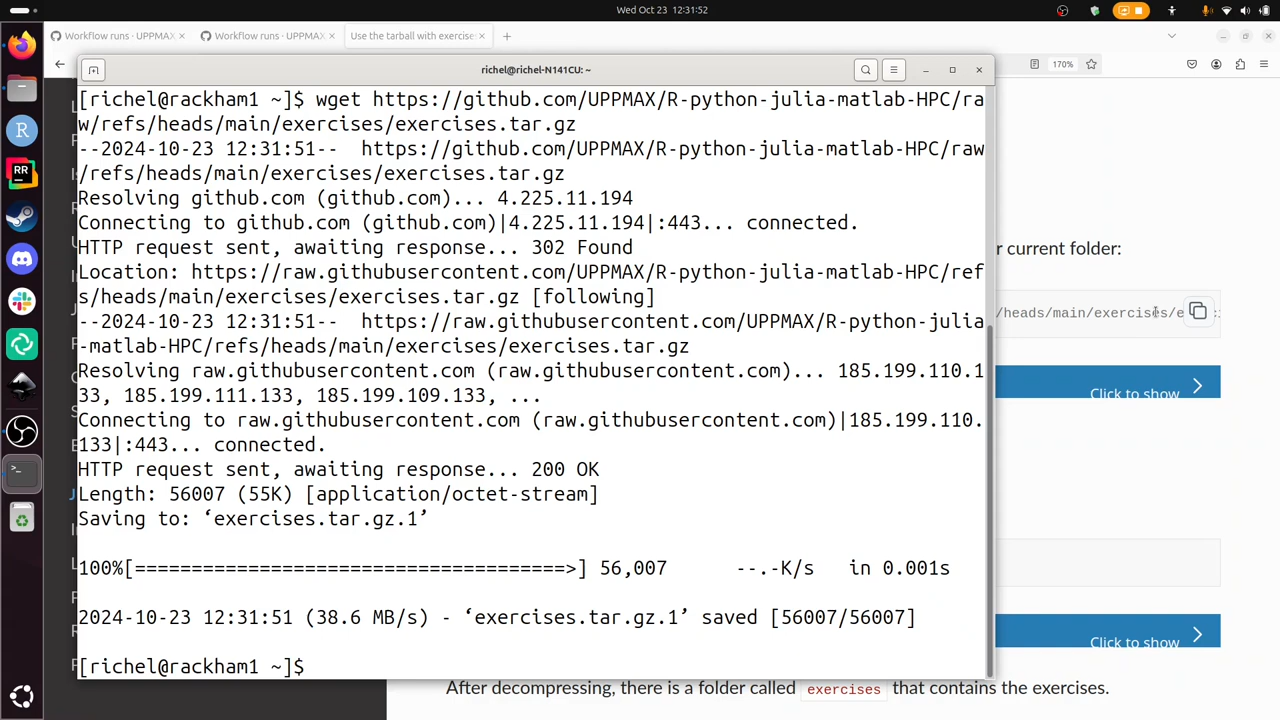 Wed Oct 23 12:31:52
Workflow runs · UPPMAX/
Workflow runs · UPPMAX/
Use the tarball with exercise
170%
richel@richel-N141CU: ~
[richel@rackham1 ~]$ wget https://github.com/UPPMAX/R-python-julia-matlab-HPC/ra
w/refs/heads/main/exercises/exercises.tar.gz
--2024-10-23 12:31:51-- https://github.com/UPPMAX/R-python-julia-matlab-HPC/raw
/refs/heads/main/exercises/exercises.tar.gz
Resolving github.com (github.com)... 4.225.11.194
Connecting to github.com (github.com)|4.225.11.194|:443... connected.
HTTP request sent, awaiting response... 302 Found
Location: https://raw.githubusercontent.com/UPPMAX/R-python-julia-matlab-HPC/ref
s/heads/main/exercises/exercises.tar.gz [following]
--2024-10-23 12:31:51-- https://raw.githubusercontent.com/UPPMAX/R-python-julia
-matlab-HPC/refs/heads/main/exercises/exercises.tar.gz
Resolving raw.githubusercontent.com (raw.githubusercontent.com)... 185.199.110.1
33, 185.199.111.133, 185.199.109.133, ...
Connecting to raw.githubusercontent.com (raw.githubusercontent.com)|185.199.110.
133|:443... connected.
HTTP request sent, awaiting response... 200 OK
Length: 56007 (55K) [application/octet-stream]
Saving to: ‘exercises.tar.gz.1’
100%[======================================>] 56,007 --.-K/s in 0.001s
2024-10-23 12:31:51 (38.6 MB/s) - ‘exercises.tar.gz.1’ saved [56007/56007]
[richel@rackham1 ~]$
r current folder:
/heads/main/exercises/e
Click to show
Click to show
After decompressing, there is a folder called exercises that contains the exercises.